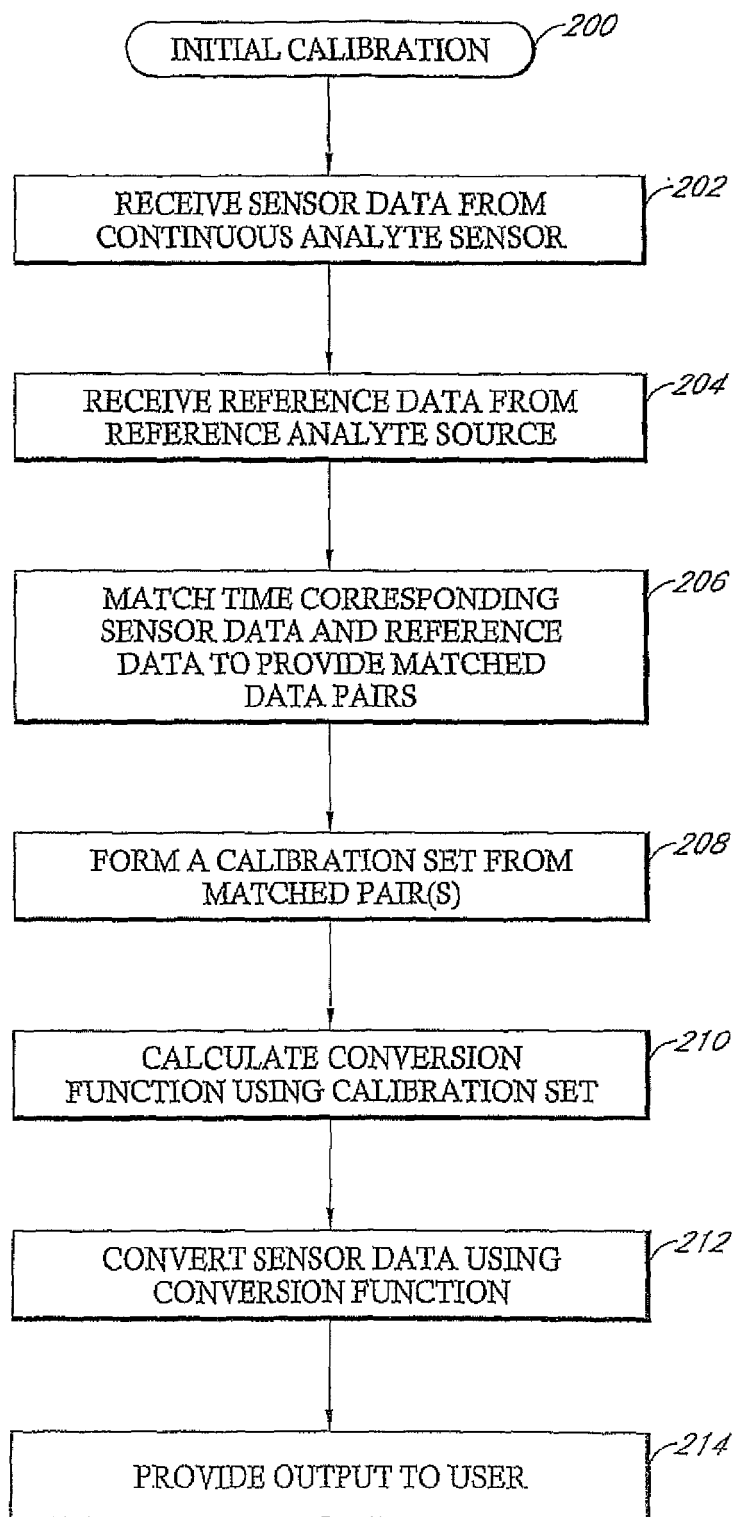 INITIAL CALIBRATION
200
RECEIVE SENSOR DATA FROM
CONTINUOUS ANALYTE SENSOR
202
RECEIVE REFERENCE DATA FROM
REFERENCE ANALYTE SOURCE
204
MATCH TIME CORRESPONDING
SENSOR DATA AND REFERENCE
DATA TO PROVIDE MATCHED
DATA PAIRS
206
FORM A CALIBRATION SET FROM
MATCHED PAIR(S)
208
CALCULATE CONVERSION
FUNCTION USING CALIBRATION SET
210
CONVERT SENSOR DATA USING
CONVERSION FUNCTION
212
PROVIDE OUTPUT TO USER
214